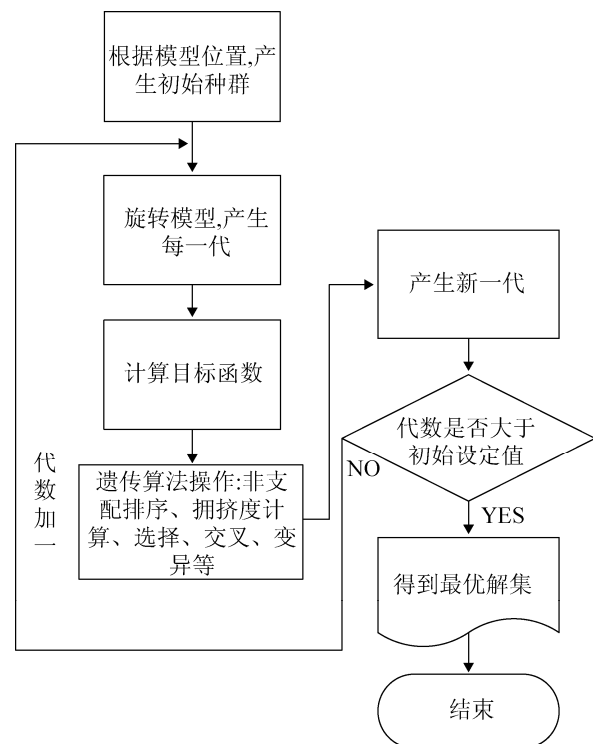 根据模型位置,产
生初始种群
旋转模型,产生
每一代
计算目标函数
遗传算法操作:非支
配排序、拥挤度计
算、选择、交叉、变
异等
产生新一代
代数是否大于
初始设定值
NO
代
数
加
一
YES
得到最优解集
结束